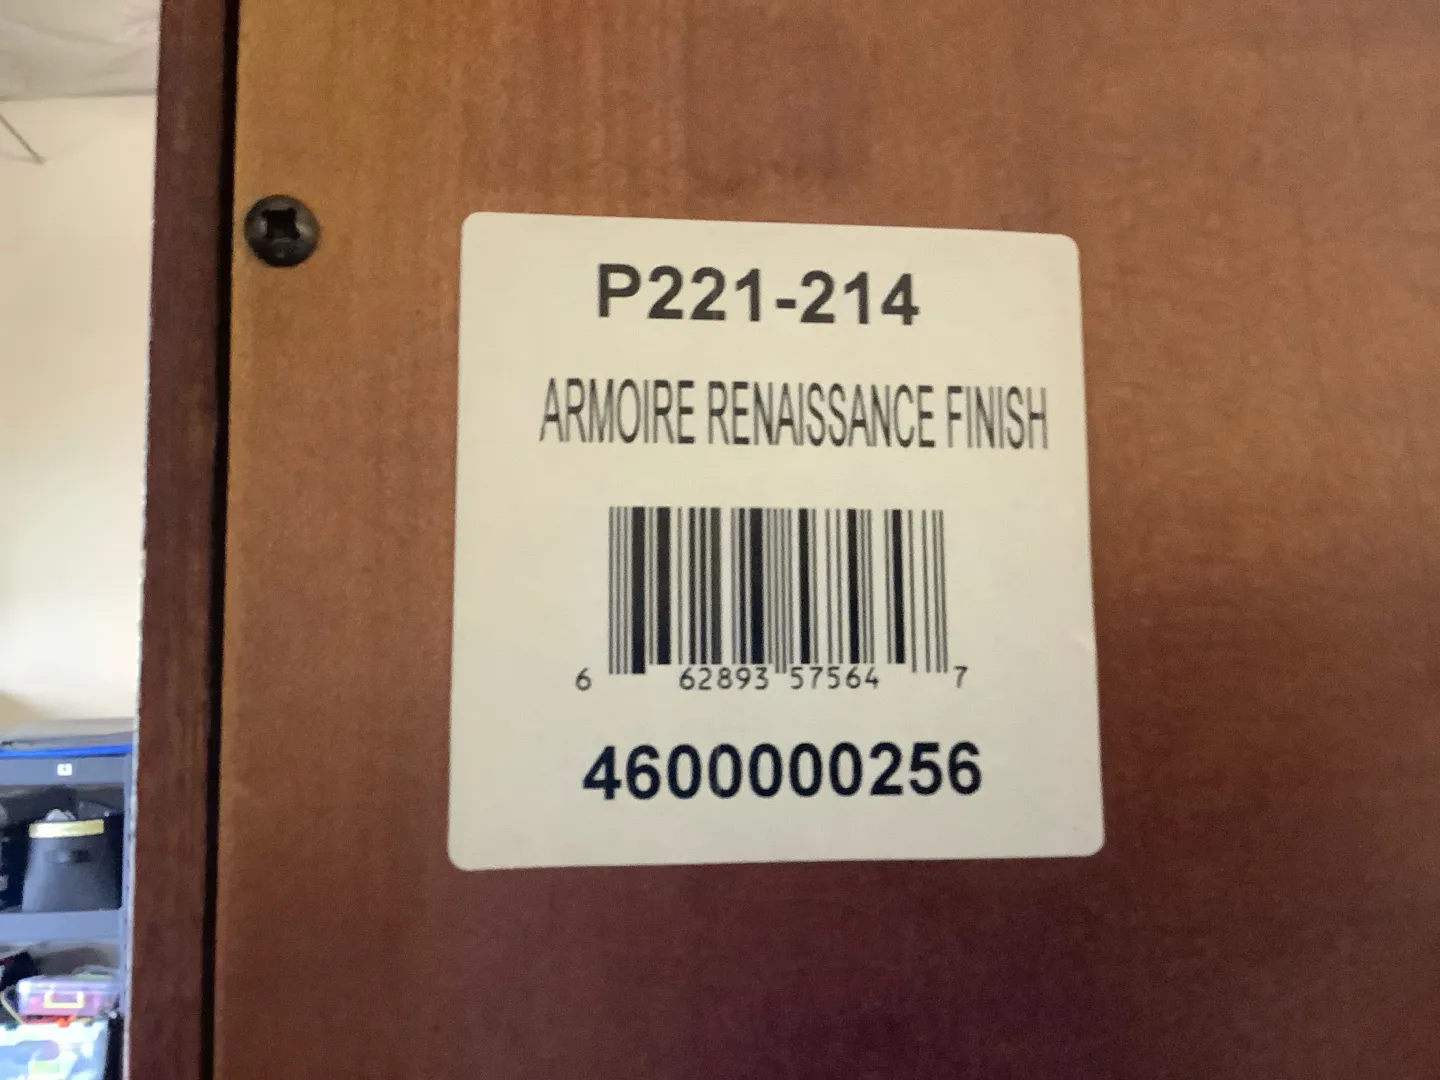 P221-214
ARMOIRE RENAISSANCE FINISH
6 62893 57564 7
4600000256